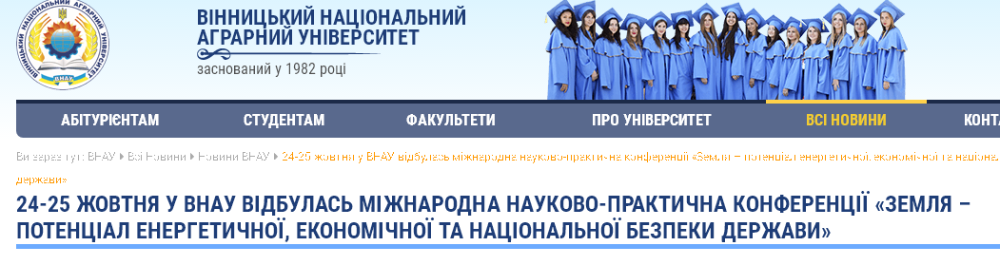 ВІННИЦЬКИЙ НАЦІОНАЛЬНИЙ АГРАРНИЙ УНІВЕРСИТЕТ
ВНАУ
ВІННИЦЬКИЙ НАЦІОНАЛЬНИЙ
АГРАРНИЙ УНІВЕРСИТЕТ
заснований у 1982 році
АБІТУРІЄНТАМ СТУДЕНТАМ ФАКУЛЬТЕТИ ПРО УНІВЕРСИТЕТ ВСІ НОВИНИ КОНТА
Ви зараз тут: ВНАУ Всі Новини Новини ВНАУ 24-25 жовтня у ВНАУ відбулась міжнародна науково-практична конференції «Земля – потенціал енергетичної, економічної та націона
держави»
24-25 ЖОВТНЯ У ВНАУ ВІДБУЛАСЬ МІЖНАРОДНА НАУКОВО-ПРАКТИЧНА КОНФЕРЕНЦІЇ «ЗЕМЛЯ –
ПОТЕНЦІАЛ ЕНЕРГЕТИЧНОЇ, ЕКОНОМІЧНОЇ ТА НАЦІОНАЛЬНОЇ БЕЗПЕКИ ДЕРЖАВИ»